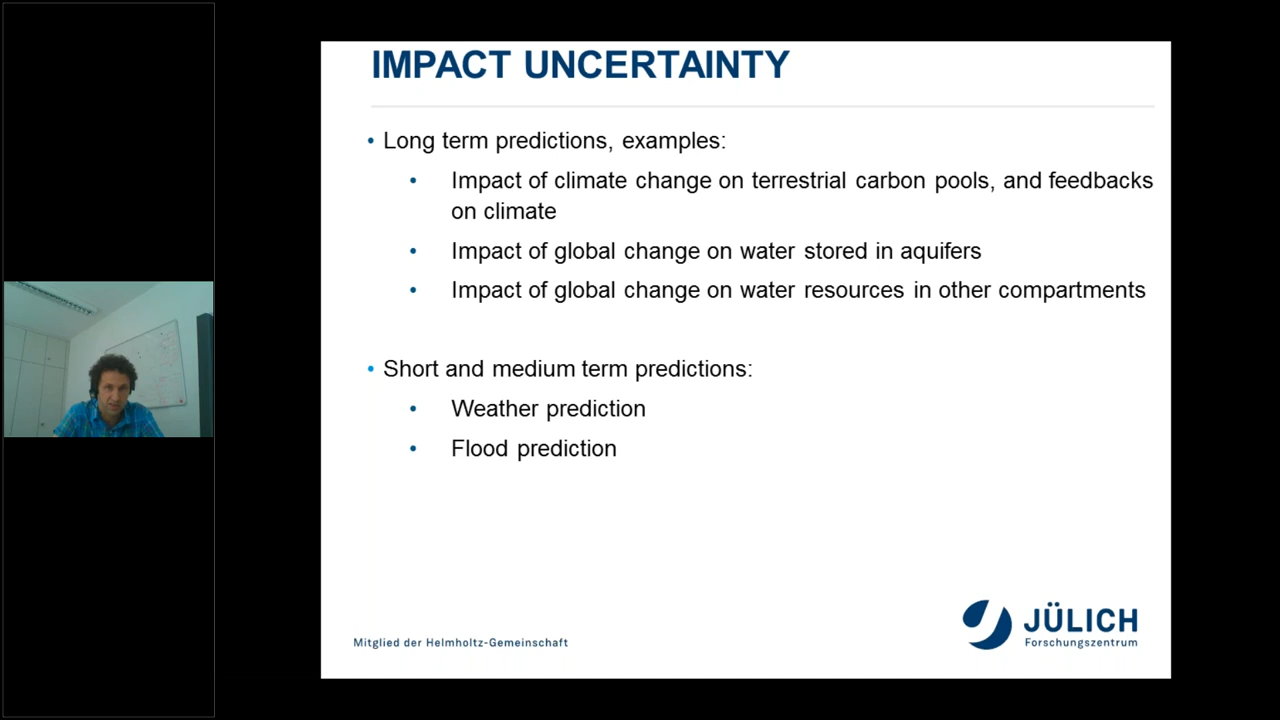 IMPACT UNCERTAINTY
• Long term predictions, examples:
• Impact of climate change on terrestrial carbon pools, and feedbacks
on climate
• Impact of global change on water stored in aquifers
• Impact of global change on water resources in other compartments
• Short and medium term predictions:
• Weather prediction
• Flood prediction
Mitglied der Helmholtz-Gemeinschaft
JÜLICH
Forschungszentrum